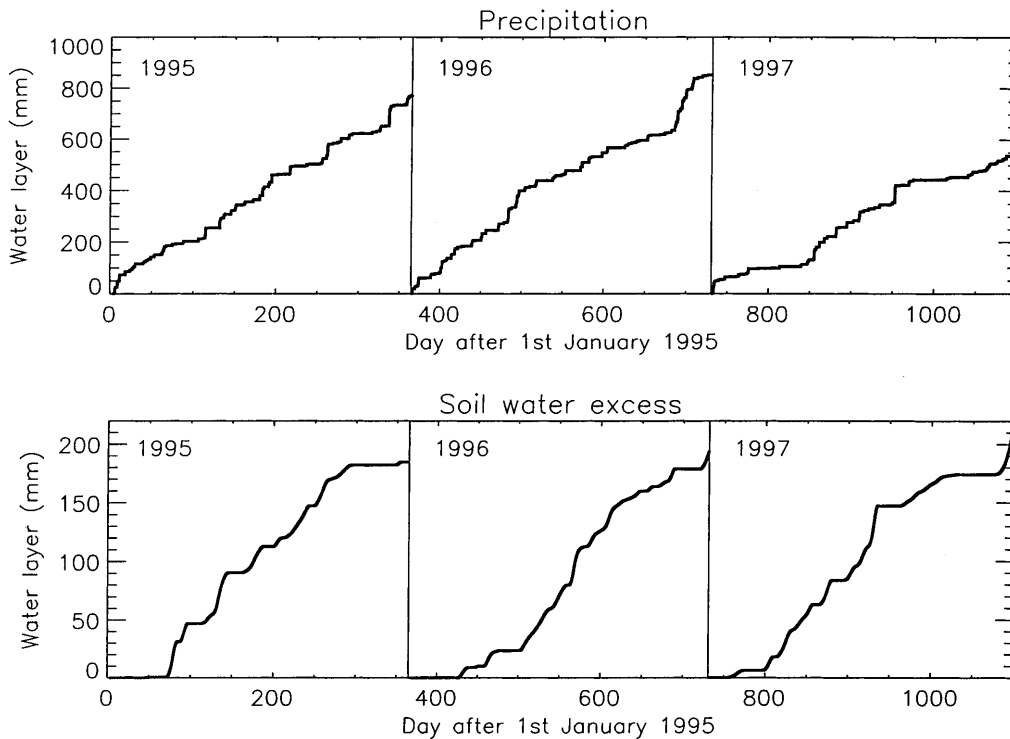 Precipitation
1000
800
600
400
200
0
Water layer (mm)
1995
1996
1997
0 200 400 600 800 1000
Day after 1st January 1995
Soil water excess
200
150
100
50
0
Water layer (mm)
1995
1996
1997
0 200 400 600 800 1000
Day after 1st January 1995